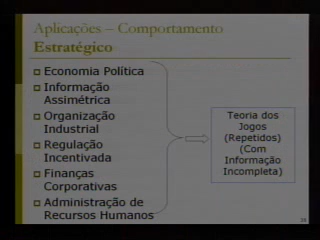 Aplicações – Comportamento
Estratégico
Economia Política
Informação
Assimétrica
Organização
Industrial
Regulação
Incentivada
Finanças
Corporativas
Administração de
Recursos Humanos
Teoria dos
Jogos
(Repetidos)
(Com
Informação
Incompleta)